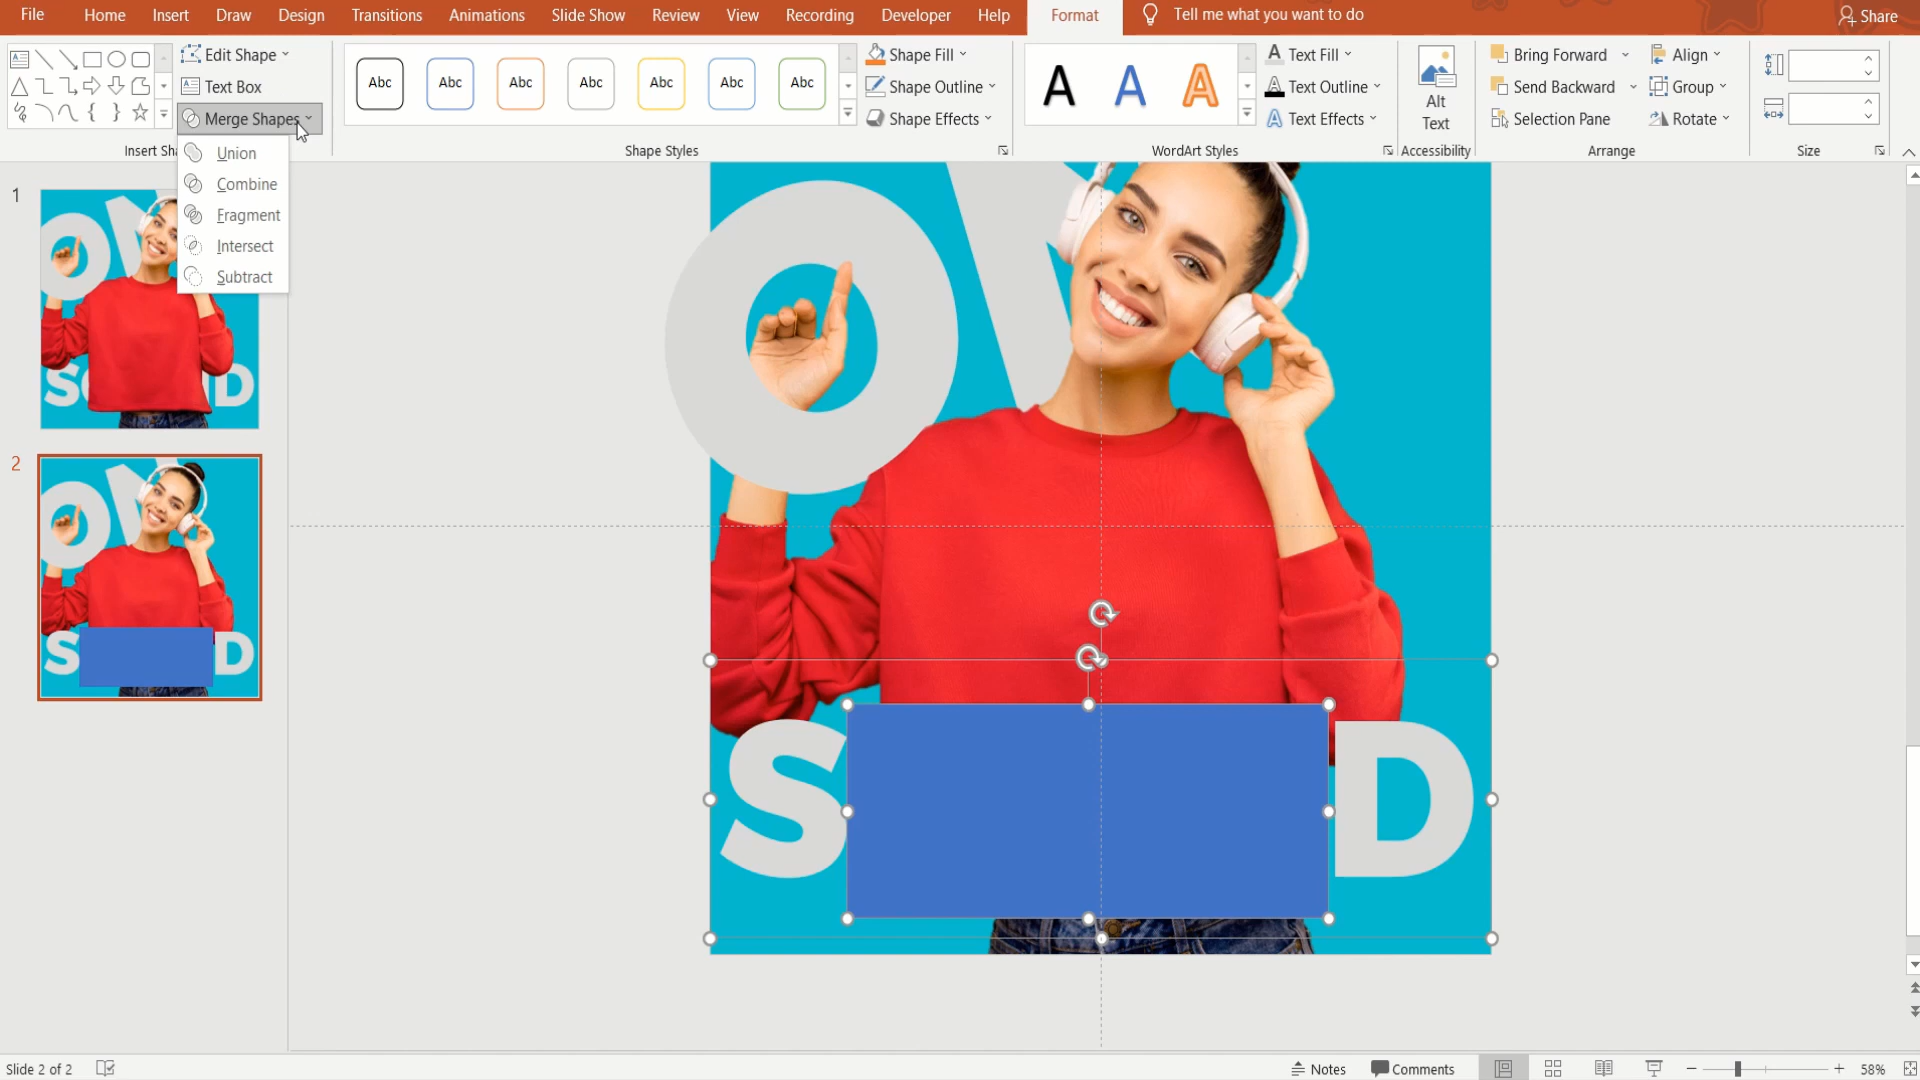 File Home Insert Draw Design Transitions Animations Slide Show Review View Recording Developer Help Format Tell me what you want to do Share
Edit Shape
Text Box
Merge Shapes
Union
Combine
Fragment
Intersect
Subtract
Abc Abc Abc Abc Abc Abc Abc
Shape Styles
Shape Fill
Shape Outline
Shape Effects
A A A
WordArt Styles
Text Fill
Text Outline
Text Effects
Alt
Text
Accessibility
Bring Forward
Send Backward
Selection Pane
Align
Group
Rotate
Arrange
Size
Insert Sha
1
2
S D
O
S D
Slide 2 of 2
Notes Comments 58%